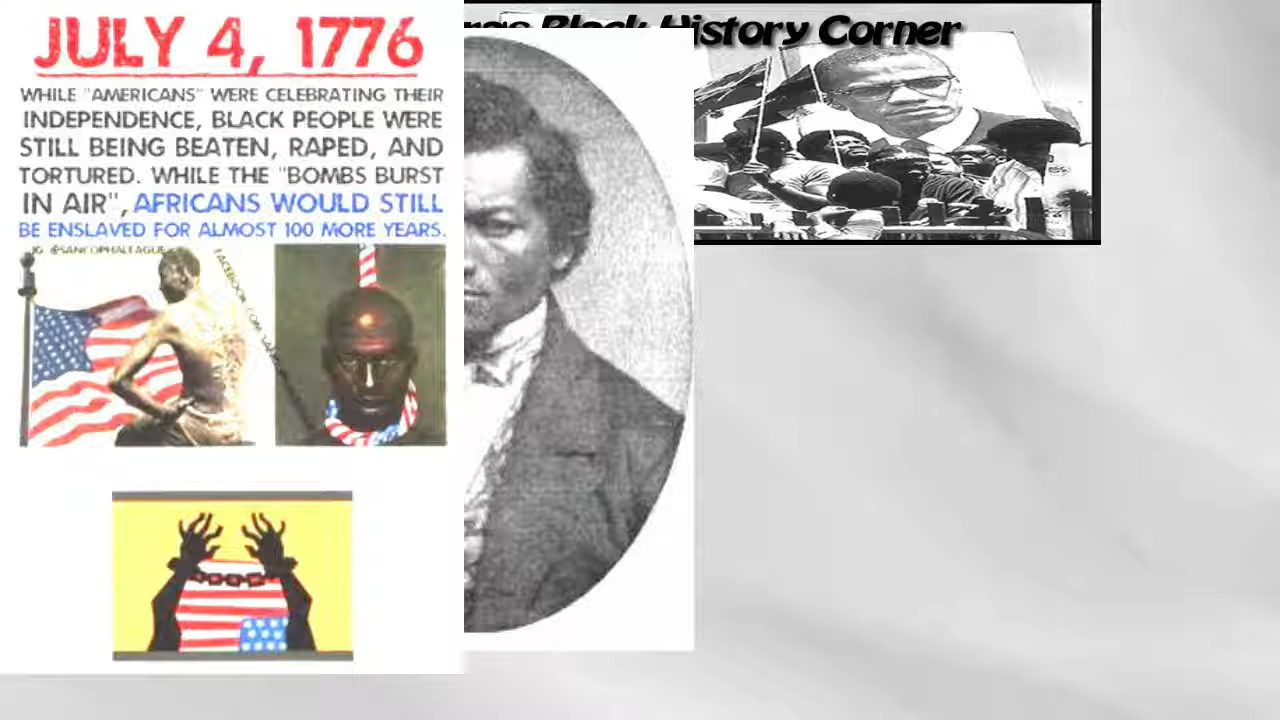 JULY 4, 1776
WHILE "AMERICANS" WERE CELEBRATING THEIR
INDEPENDENCE, BLACK PEOPLE WERE
STILL BEING BEATEN, RAPED, AND
TORTURED. WHILE THE "BOMBS BURST
IN AIR", AFRICANS WOULD STILL
BE ENSLAVED FOR ALMOST 100 MORE YEARS.
Black History Corner